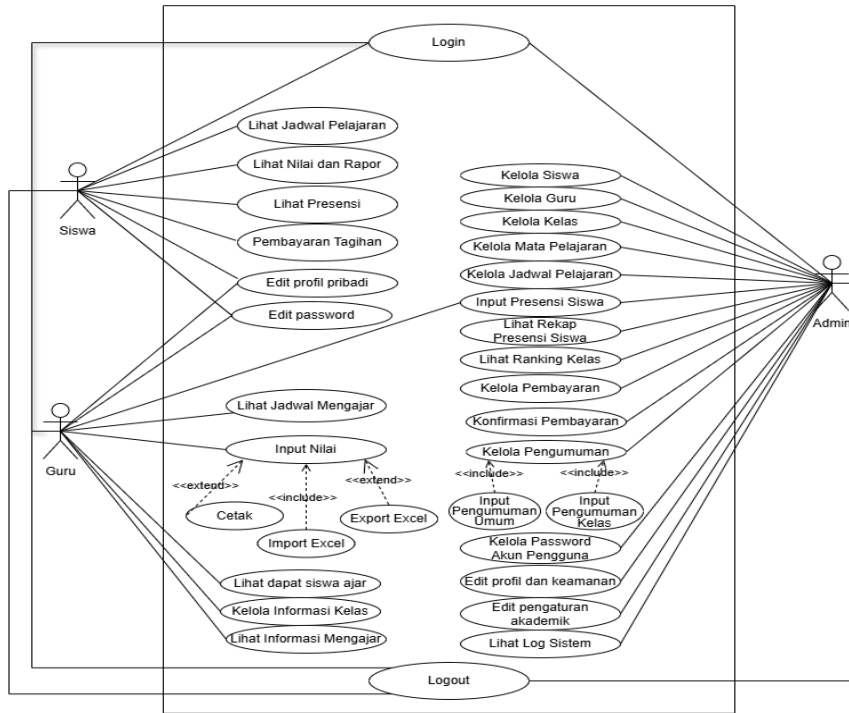 Login
Lihat Jadwal Pelajaran
Lihat Nilai dan Rapor
Lihat Presensi
Pembayaran Tagihan
Edit profil pribadi
Edit password
Siswa
Kelola Siswa
Kelola Guru
Kelola Kelas
Kelola Mata Pelajaran
Kelola Jadwal Pelajaran
Input Presensi Siswa
Lihat Rekap
Presensi Siswa
Lihat Ranking Kelas
Kelola Pembayaran
Konfirmasi Pembayaran
Kelola Pengumuman
<<include>>
<<include>>
Input
Pengumuman
Umum
Input
Pengumuman
Kelas
Kelola Password
Akun Pengguna
Edit profil dan keamanan
Edit pengaturan
akademik
Lihat Log Sistem
Admin
Guru
Lihat Jadwal Mengajar
Input Nilai
<<extend>>
<<include>>
<<extend>>
Cetak
Import Excel
Export Excel
Lihat dapat siswa ajar
Kelola Informasi Kelas
Lihat Informasi Mengajar
Logout